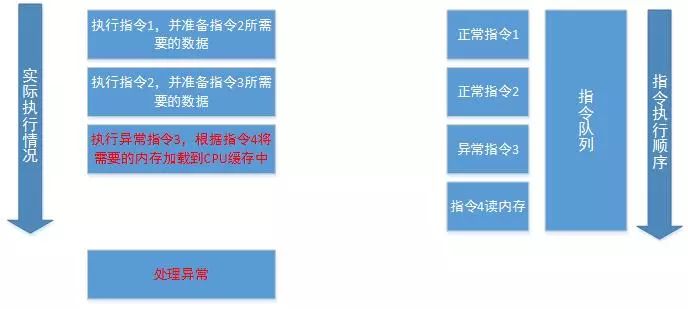 实际执行情况
执行指令1，并准备指令2所需
要的数据
执行指令2，并准备指令3所需
要的数据
执行异常指令3，根据指令4将
需要的内存加载到CPU缓存中
处理异常
正常指令1
正常指令2
异常指令3
指令4读内存
指令队列
指令执行顺序